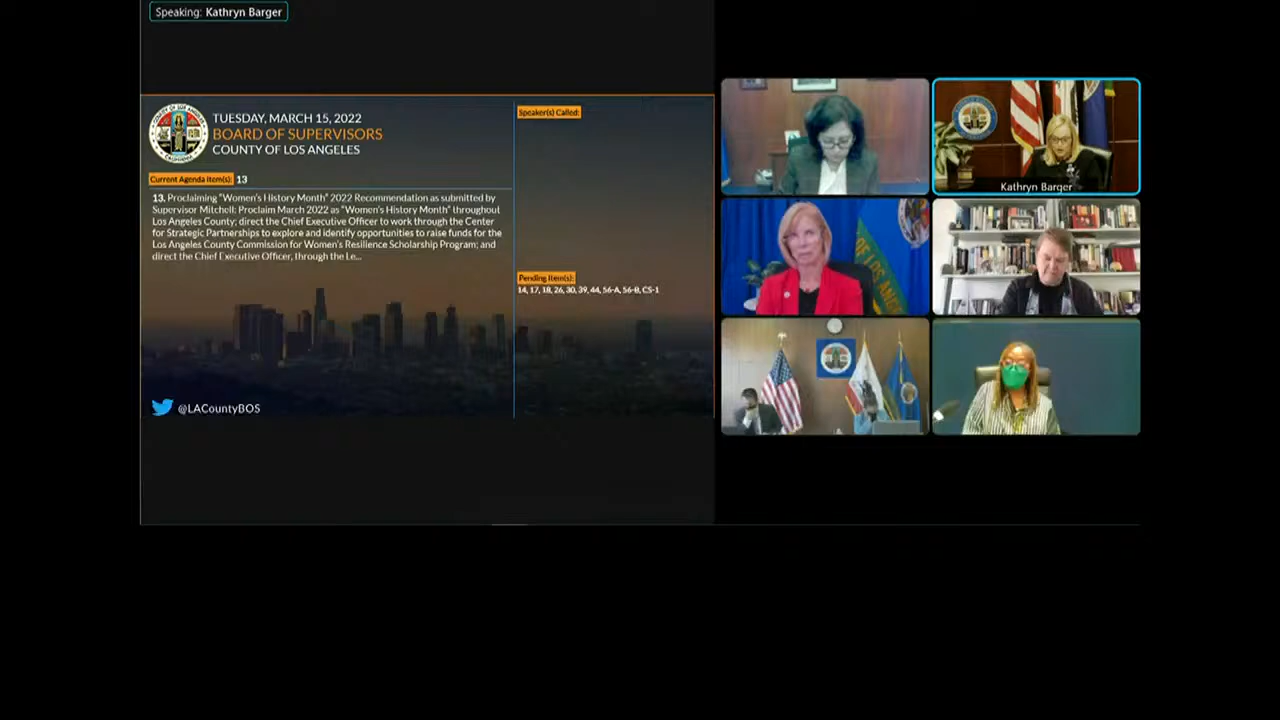 Speaking: Kathryn Barger
TUESDAY, MARCH 15, 2022
BOARD OF SUPERVISORS
COUNTY OF LOS ANGELES
Current Agenda Item(s): 13
13. Proclaiming "Women's History Month" 2022 Recommendation as submitted by
Supervisor Mitchell: Proclaim March 2022 as "Women's History Month" throughout
Los Angeles County; direct the Chief Executive Officer to work through the Center
for Strategic Partnerships to explore and identify opportunities to raise funds for the
Los Angeles County Commission for Women's Resilience Scholarship Program; and
direct the Chief Executive Officer, through the Le...
@LACountyBOS
Speaker(s) Called:
Pending Item(s):
14, 17, 18, 26, 30, 39, 44, 56-A, 56-B, CS-1
Kathryn Barger